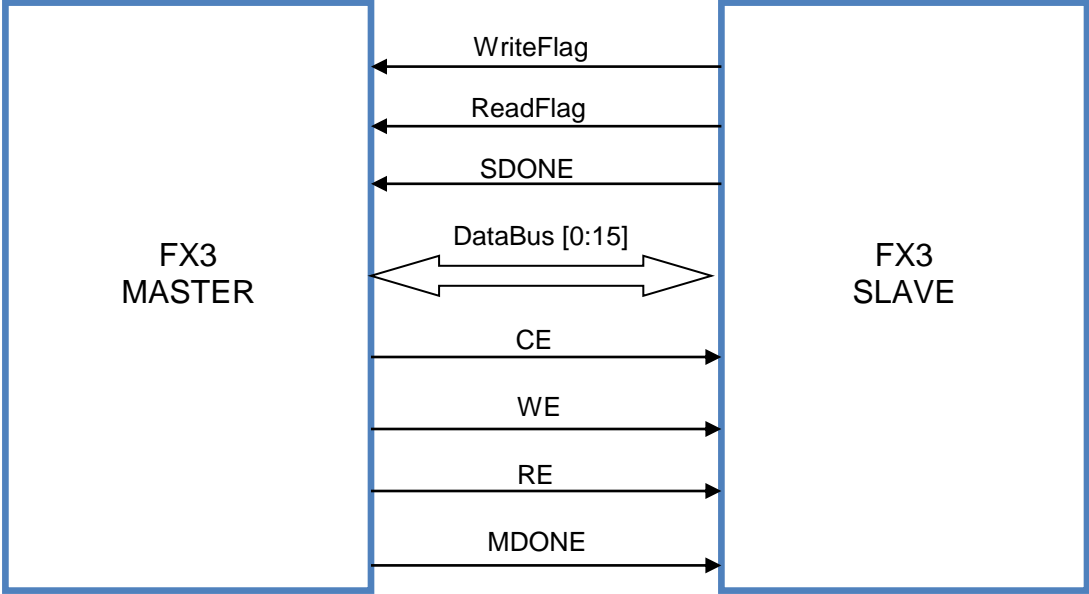 WriteFlag
ReadFlag
SDONE
DataBus [0:15]
FX3
MASTER
FX3
SLAVE
CE
WE
RE
MDONE